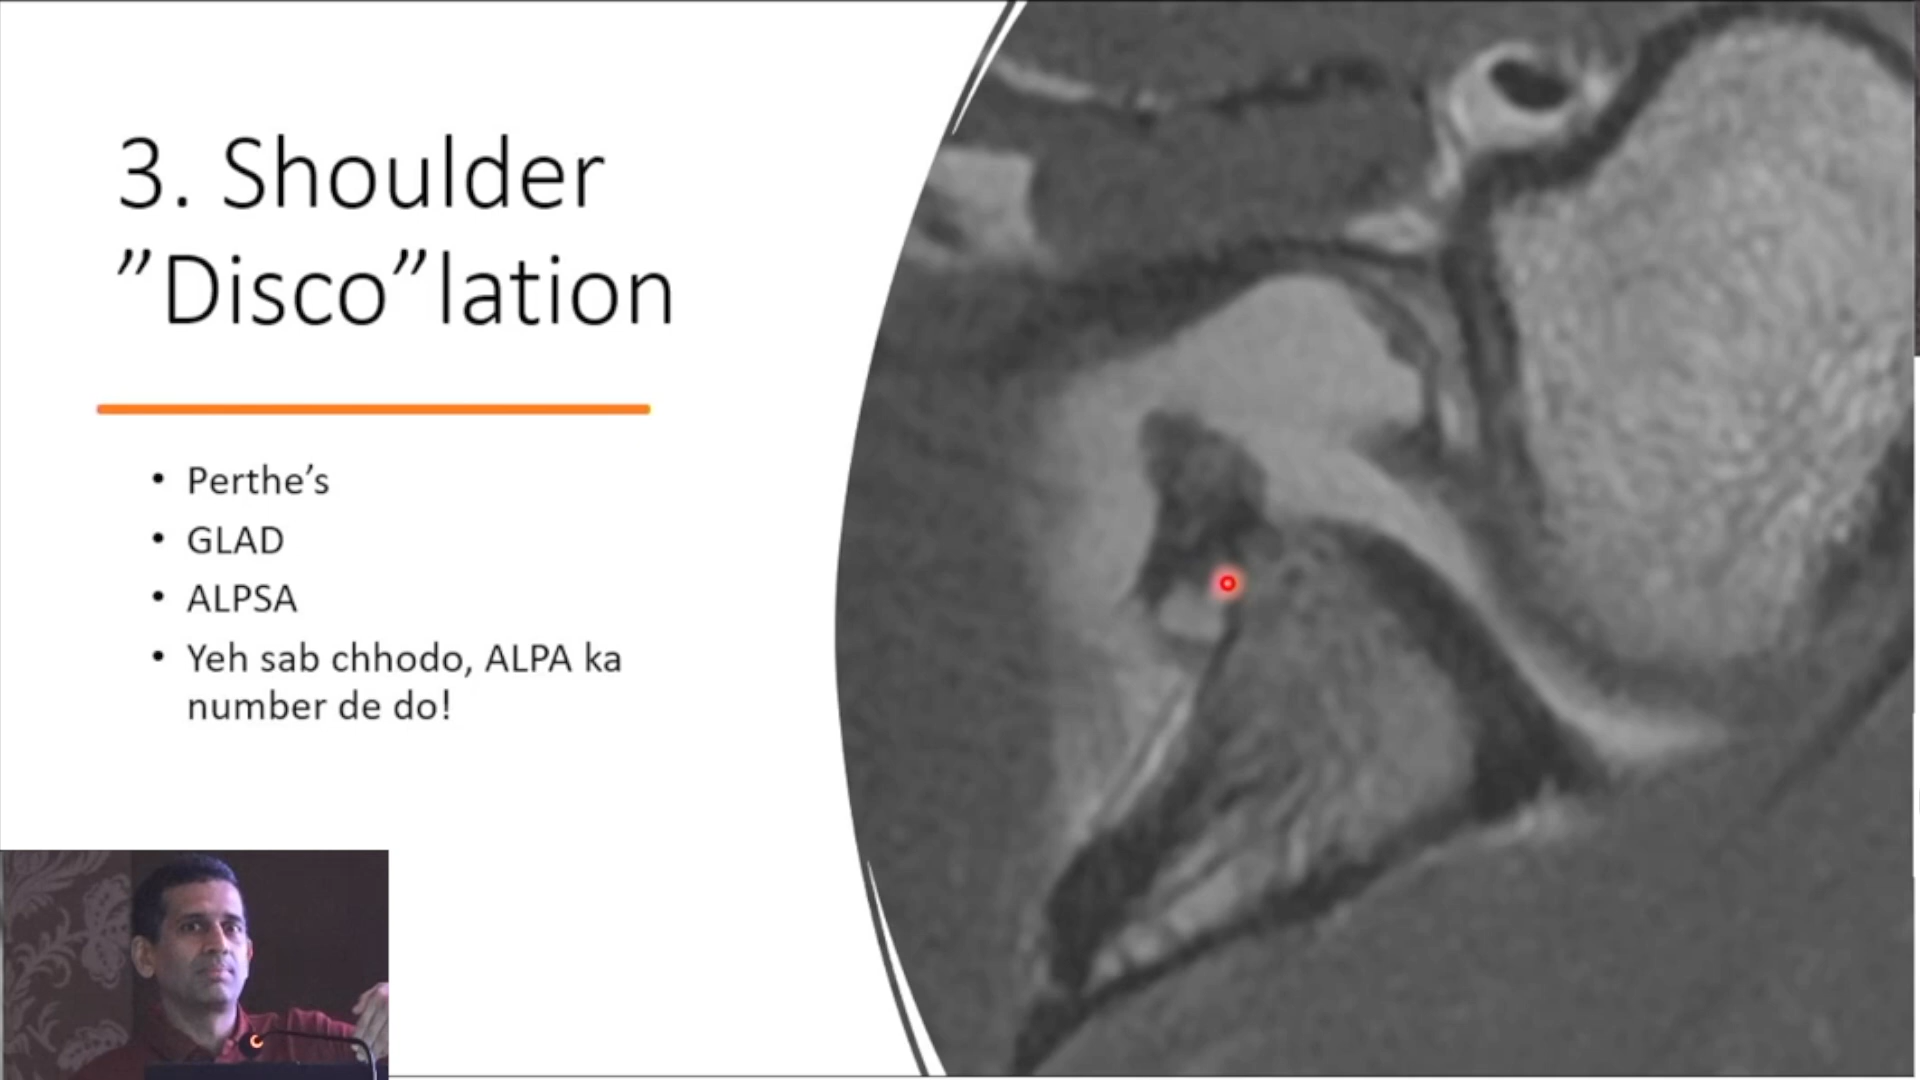 3. Shoulder
”Disco”lation
• Perthe’s
• GLAD
• ALPSA
• Yeh sab chhodo, ALPA ka
number de do!